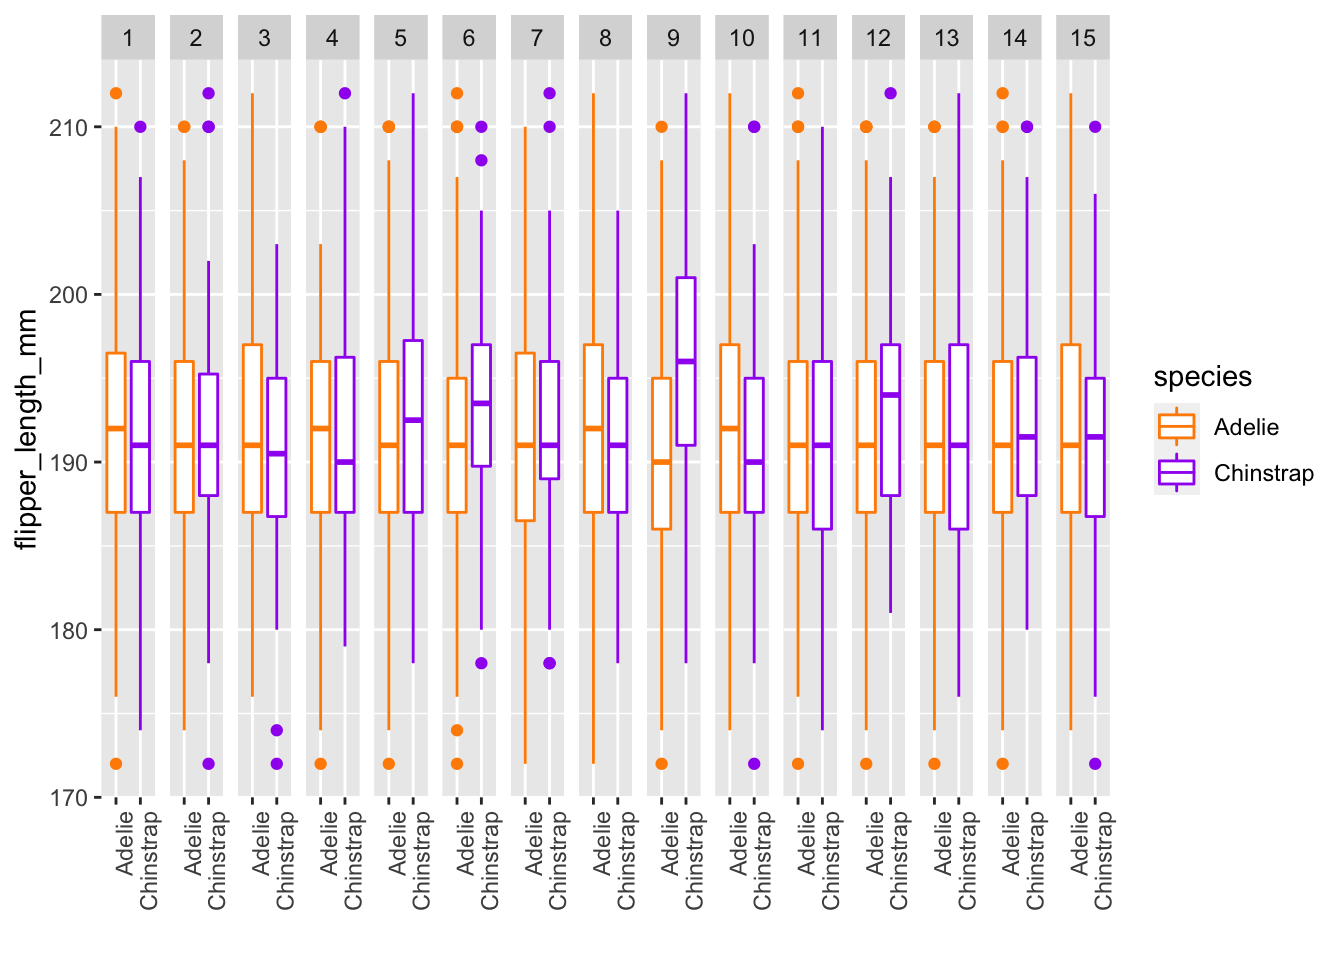 1 2 3 4 5 6 7 8 9 10 11 12 13 14 15
210
200
190
180
170
flipper_length_mm
Adelie Chinstrap Adelie Chinstrap Adelie Chinstrap Adelie Chinstrap Adelie Chinstrap Adelie Chinstrap Adelie Chinstrap Adelie Chinstrap Adelie Chinstrap Adelie Chinstrap Adelie Chinstrap Adelie Chinstrap Adelie Chinstrap Adelie Chinstrap Adelie Chinstrap
species
Adelie
Chinstrap